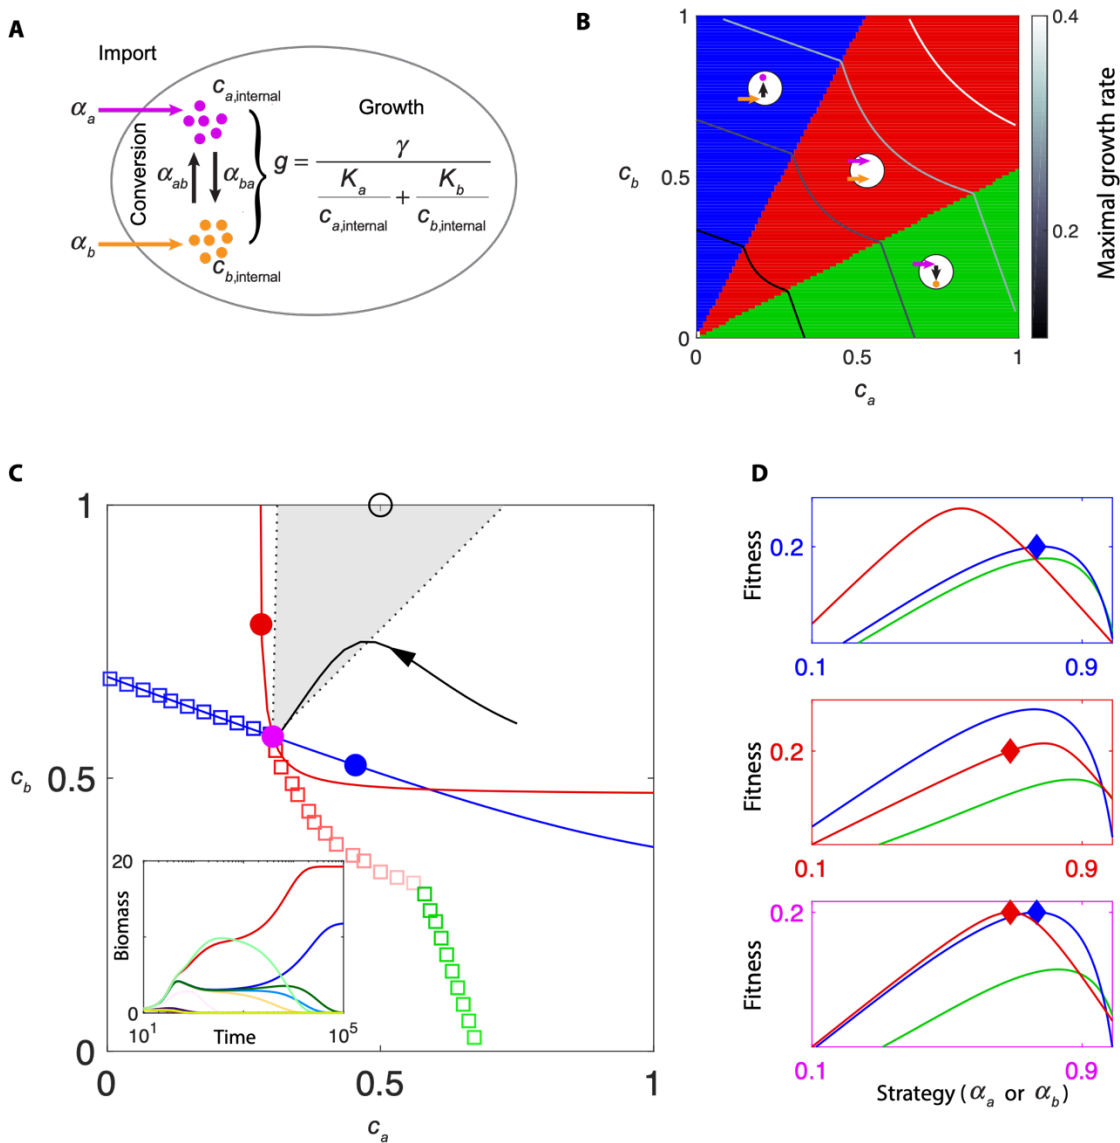 A
Import
c_a,internal
α_a
Conversion
α_ab
α_ba
α_b
c_b,internal
Growth
g = γ / (K_a / c_a,internal + K_b / c_b,internal)
B
1
c_b
0.5
0
0
0.5
1
c_a
0.4
0.2
Maximal growth rate
C
1
c_b
0.5
0
0
0.5
1
c_a
20
Biomass
0
10^1
Time
10^5
D
Fitness
0.2
0.1
0.9
Fitness
0.2
0.1
0.9
Fitness
0.2
0.1
0.9
Strategy (α_a or α_b)